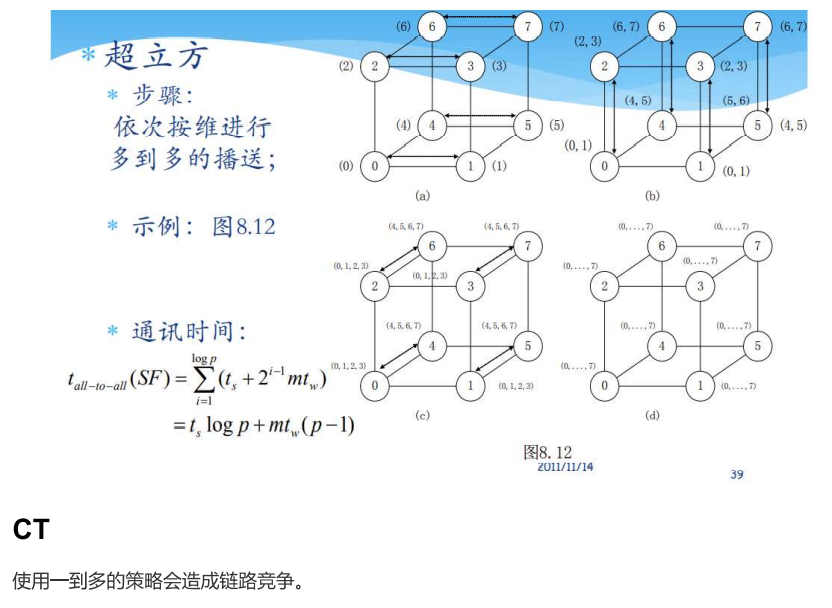 * 超立方
* 步骤:
依次按维进行
多到多的播送;
* 示例: 图8.12
* 通讯时间:
t_{all-to-all}(SF) = \sum_{i=1}^{\log p}(t_s + 2^{i-1}mt_w)
= t_s \log p + mt_w(p-1)
(6) 6 7 (7)
(2) 2 3 (3)
(4) 4 5 (5)
(0) 0 1 (1)
(a)
(6, 7) 6 7 (6, 7)
(2, 3)
2 3 (2, 3)
(4, 5) (5, 6)
4 5 (4, 5)
(0, 1)
0 1 (0, 1)
(b)
(4, 5, 6, 7) (4, 5, 6, 7)
6 7
(0, 1, 2, 3) (0, 1, 2, 3)
2 3
(4, 5, 6, 7) (4, 5, 6, 7)
4 5
(0, 1, 2, 3)
0 1 (0, 1, 2, 3)
(c)
(0, ..., 7) (0, ..., 7)
6 7
(0, ..., 7) (0, ..., 7)
2 3
(0, ..., 7) (0, ..., 7)
4 5
(0, ..., 7)
0 1 (0, ..., 7)
(d)
图8.12
2011/11/14
39
CT
使用一到多的策略会造成链路竞争。